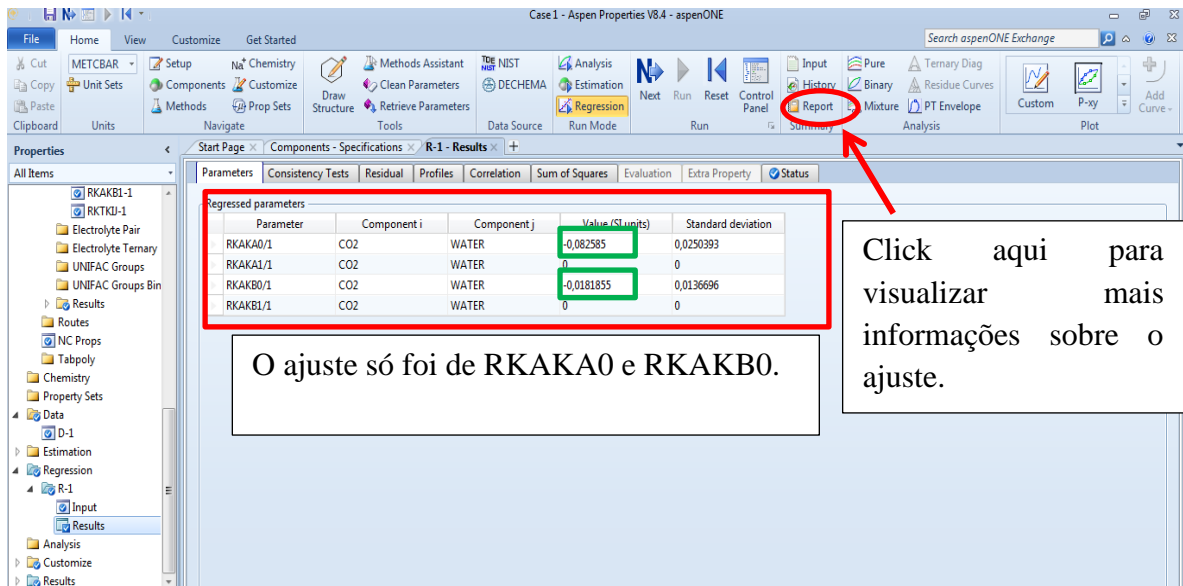 Case 1 - Aspen Properties V8.4 - aspenONE
File Home View Customize Get Started Search aspenONE Exchange
Cut METCBAR Setup Na+ Chemistry Methods Assistant NIST Analysis Input Pure Ternary Diag
Copy Unit Sets Components Customize Clean Parameters DECHEMA Estimation History Binary Residue Curves
Paste Methods Prop Sets Draw Structure Retrieve Parameters Regression Next Run Reset Control Panel Report Mixture PT Envelope Custom P-xy Add Curve
Clipboard Units Navigate Tools Data Source Run Mode Run Summary Analysis Plot
Properties
Start Page Components - Specifications R-1 - Results +
All Items
Parameters Consistency Tests Residual Profiles Correlation Sum of Squares Evaluation Extra Property Status
RKAKB1-1
RKTKIJ-1
Electrolyte Pair
Electrolyte Ternary
UNIFAC Groups
UNIFAC Groups Bin
Results
Routes
NC Props
Tabpoly
Chemistry
Property Sets
Data
D-1
Estimation
Regression
R-1
Input
Results
Analysis
Customize
Results
Regressed parameters
Parameter Component i Component j Value (SI units) Standard deviation
RKAKA0/1 CO2 WATER -0,082585 0,0250393
RKAKA1/1 CO2 WATER 0 0
RKAKB0/1 CO2 WATER -0,0181855 0,0136696
RKAKB1/1 CO2 WATER 0 0
O ajuste só foi de RKAKA0 e RKAKB0.
Click aqui para
visualizar mais
informações sobre o
ajuste.